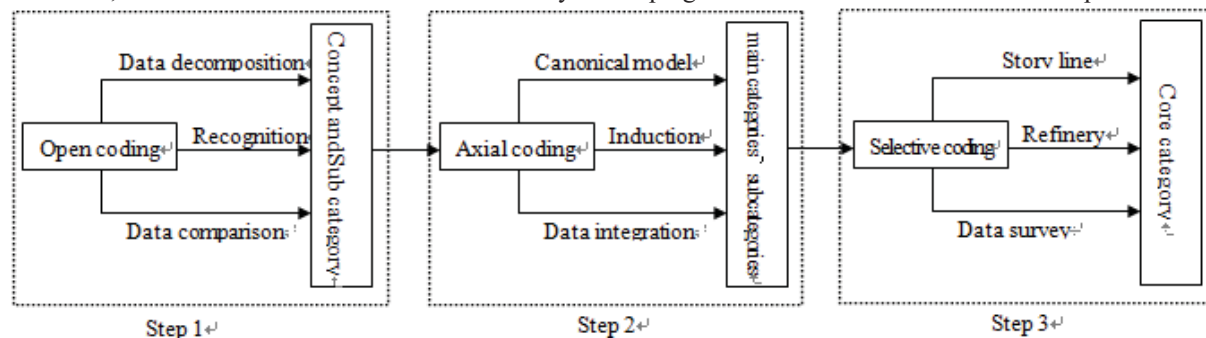 Data decomposition
Open coding
Recognition
Data comparison
Concept andSub category
Step 1
Canonical model
Axial coding
Induction
Data integration
main categories, subcategories
Step 2
Story line
Selective coding
Refinery
Data survey
Core category
Step 3